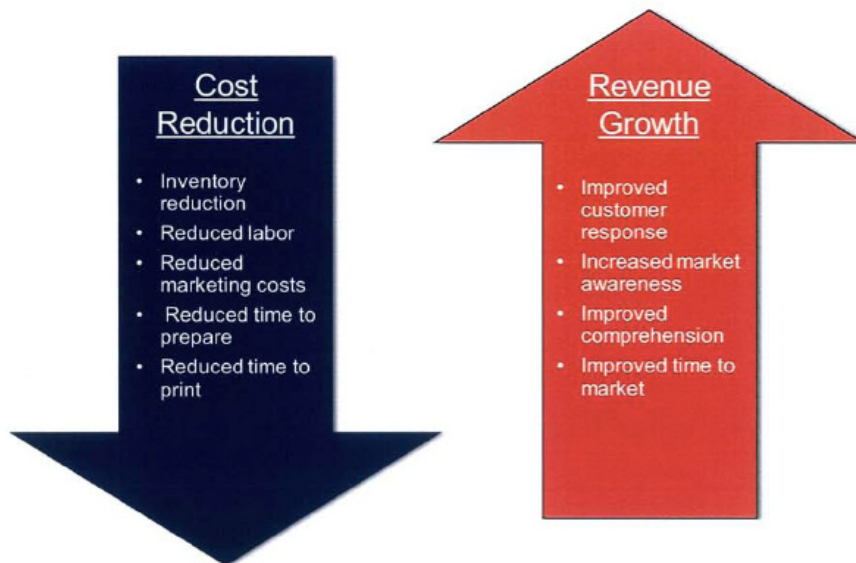 Cost
Reduction
• Inventory
reduction
• Reduced labor
• Reduced
marketing costs
• Reduced time to
prepare
• Reduced time to
print
Revenue
Growth
• Improved
customer
response
• Increased market
awareness
• Improved
comprehension
• Improved time to
market